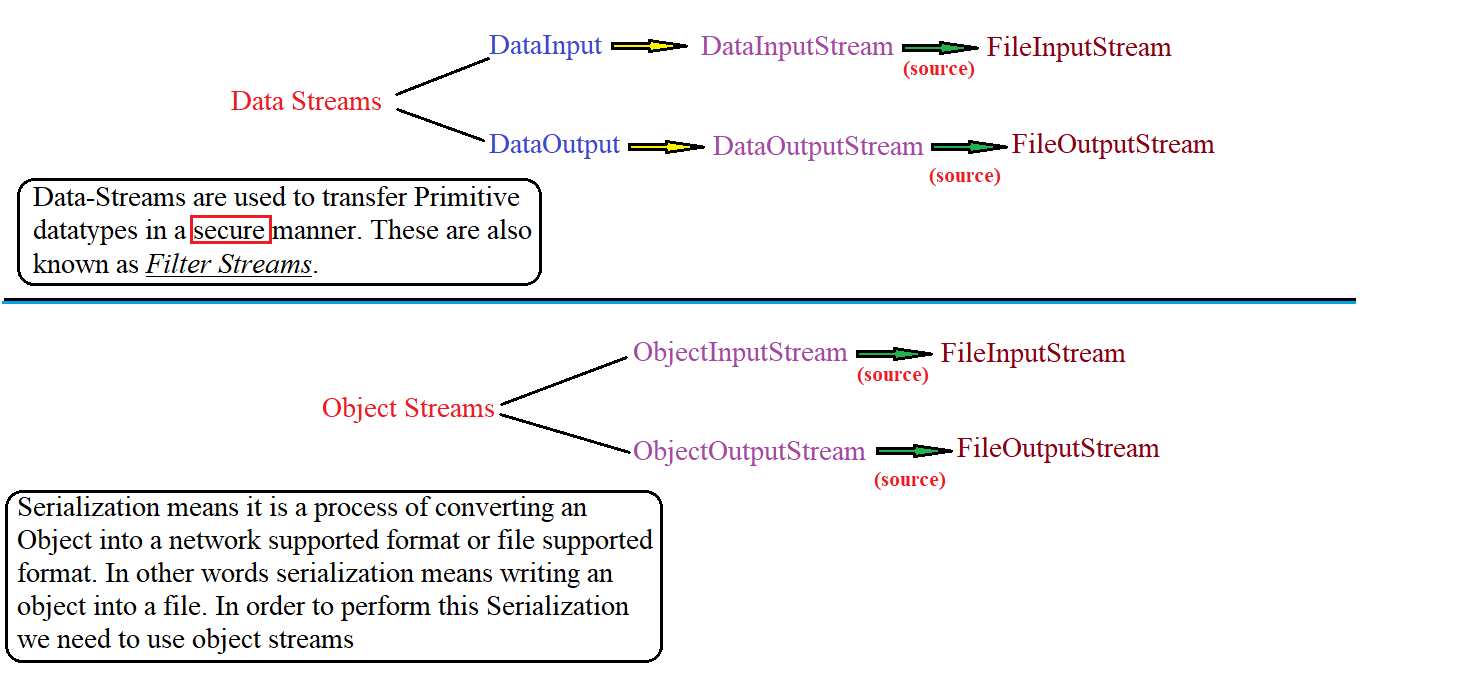 DataInput DataInputStream FileInputStream
(source)
Data Streams
DataOutput DataOutputStream FileOutputStream
(source)
Data-Streams are used to transfer Primitive
datatypes in a secure manner. These are also
known as Filter Streams.
ObjectInputStream FileInputStream
(source)
Object Streams
ObjectOutputStream FileOutputStream
(source)
Serialization means it is a process of converting an
Object into a network supported format or file supported
format. In other words serialization means writing an
object into a file. In order to perform this Serialization
we need to use object streams